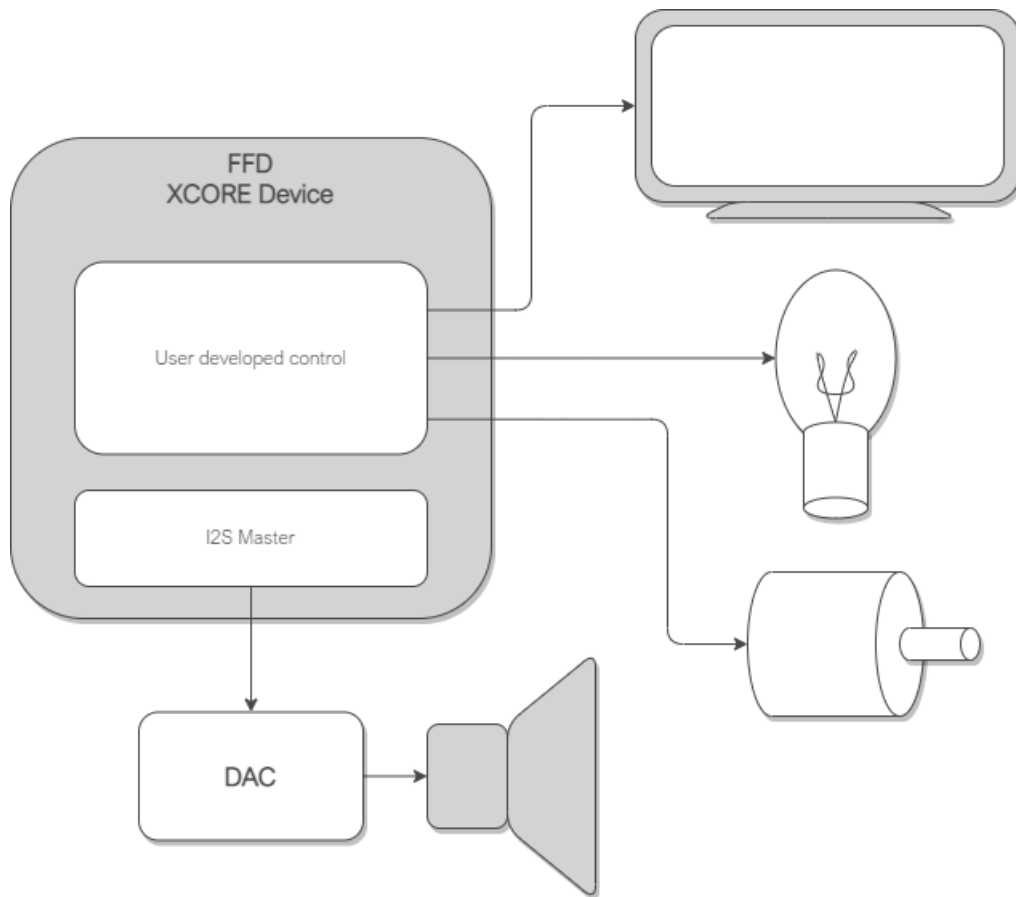 FFD
XCORE Device
User developed control
I2S Master
DAC